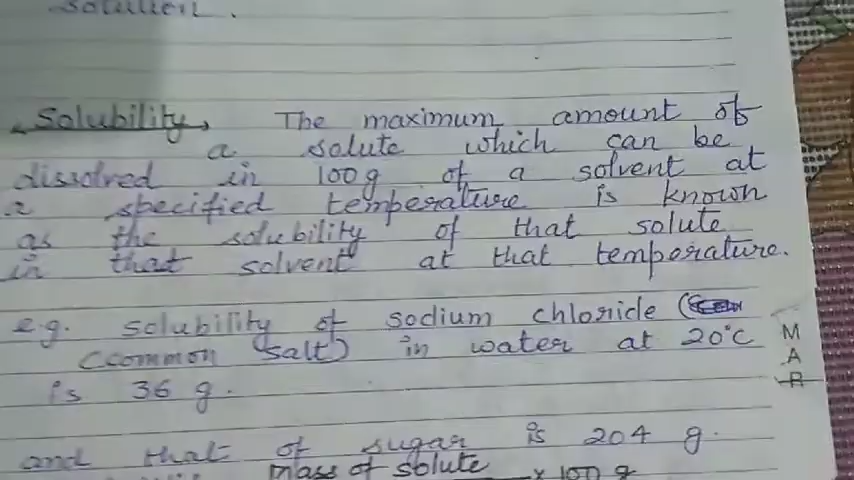 solution.
Solubility, The maximum amount of
a solute which can be
dissolved in 100g of a solvent at
a specified temperature is known
as the solubility of that solute
in that solvent at that temperature.
e.g. solubility of sodium chloride (
(common salt) in water at 20°C
is 36 g.
and that of sugar is 204 g.
mass of solute x 100 g
M
A
R